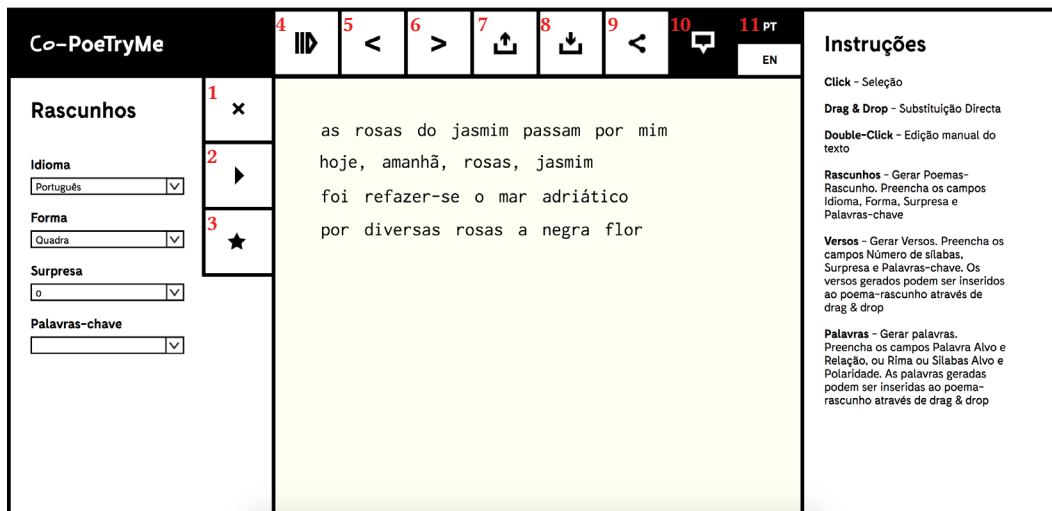 Co-PoeTryMe
4
5
<
6
>
7
8
9
10
11 PT
EN
Rascunhos
Idioma
Português
Forma
Quadra
Surpresa
0
Palavras-chave
1
×
2
3
as rosas do jasmim passam por mim
hoje, amanhã, rosas, jasmim
foi refazer-se o mar adriático
por diversas rosas a negra flor
Instruções
Click - Seleção
Drag & Drop - Substituição Directa
Double-Click - Edição manual do
texto
Rascunhos - Gerar Poemas-
Rascunho. Preencha os campos
Idioma, Forma, Surpresa e
Palavras-chave
Versos - Gerar Versos. Preencha os
campos Número de sílabas,
Surpresa e Palavras-chave. Os
versos gerados podem ser inseridos
ao poema-rascunho através de
drag & drop
Palavras - Gerar palavras.
Preencha os campos Palavra Alvo e
Relação, ou Rima ou Sílabas Alvo e
Polaridade. As palavras geradas
podem ser inseridas ao poema-
rascunho através de drag & drop